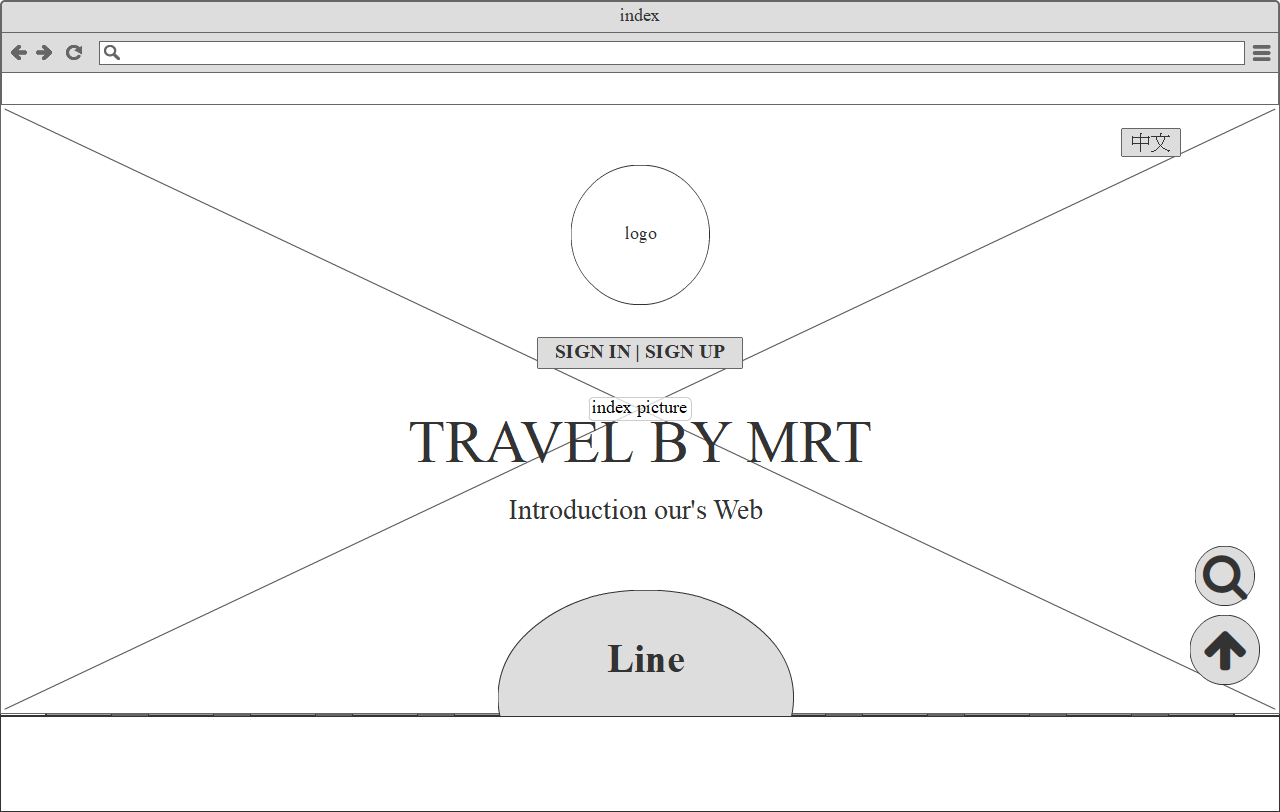 index
中文
logo
SIGN IN | SIGN UP
index picture
TRAVEL BY MRT
Introduction our's Web
Line